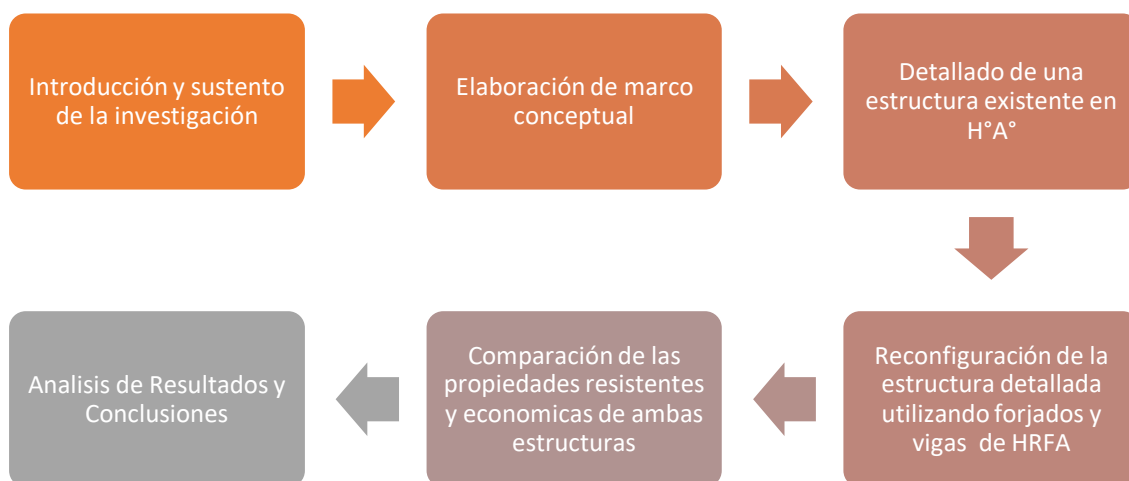 Introducción y sustento
de la investigación
Elaboración de marco
conceptual
Detallado de una
estructura existente en
H°A°
Reconfiguración de la
estructura detallada
utilizando forjados y
vigas de HRFA
Comparación de las
propiedades resistentes
y economicas de ambas
estructuras
Analisis de Resultados y
Conclusiones